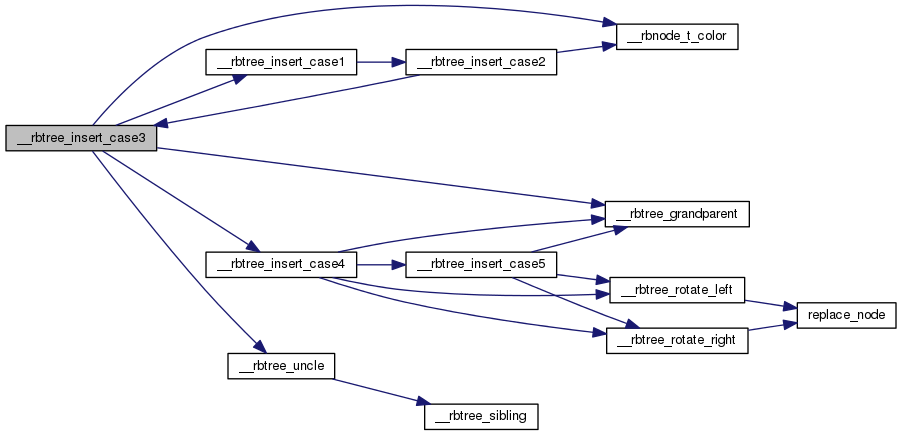 __rbnode_t_color
__rbtree_insert_case1
__rbtree_insert_case2
__rbtree_insert_case3
__rbtree_grandparent
__rbtree_insert_case4
__rbtree_insert_case5
__rbtree_rotate_left
replace_node
__rbtree_rotate_right
__rbtree_uncle
__rbtree_sibling